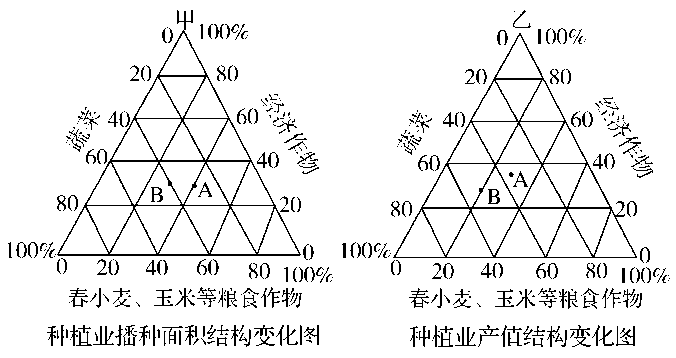 甲
0 100%
20 80
40 60
60 40
80 20
100% 0
0 20 40 60 80 100%
蔬菜
经济作物
B A
春小麦、玉米等粮食作物
种植业播种面积结构变化图
乙
0 100%
20 80
40 60
60 40
80 20
100% 0
0 20 40 60 80 100%
蔬菜
经济作物
B A
春小麦、玉米等粮食作物
种植业产值结构变化图